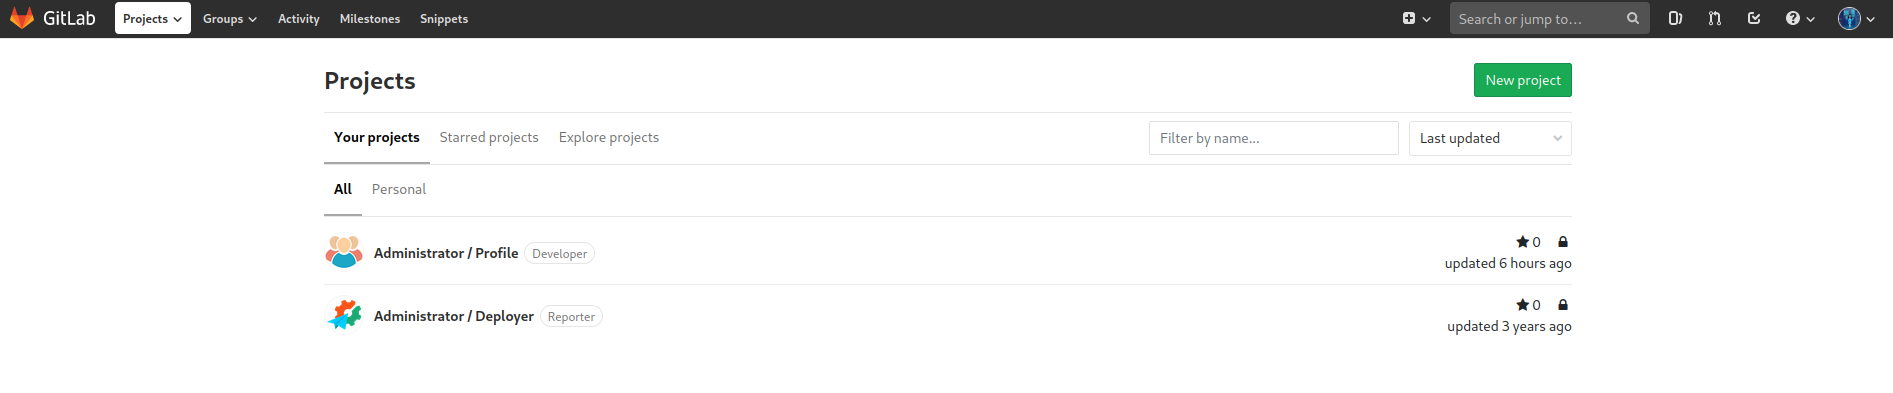 GitLab Projects Groups Activity Milestones Snippets Search or jump to...
Projects New project
Your projects Starred projects Explore projects Filter by name... Last updated
All Personal
Administrator / Profile Developer 0
updated 6 hours ago
Administrator / Deployer Reporter 0
updated 3 years ago